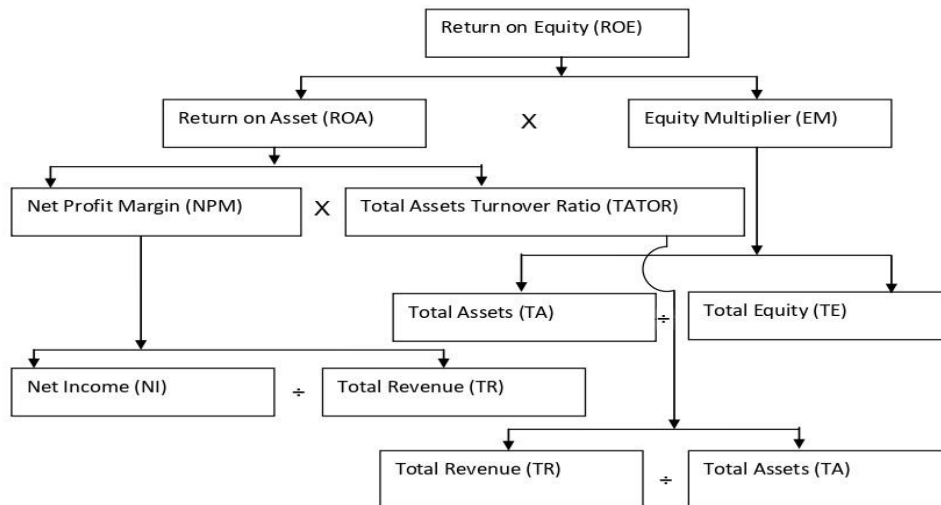 Return on Equity (ROE)
Return on Asset (ROA)
X
Equity Multiplier (EM)
Net Profit Margin (NPM)
X
Total Assets Turnover Ratio (TATOR)
Total Assets (TA)
÷
Total Equity (TE)
Net Income (NI)
÷
Total Revenue (TR)
Total Revenue (TR)
÷
Total Assets (TA)